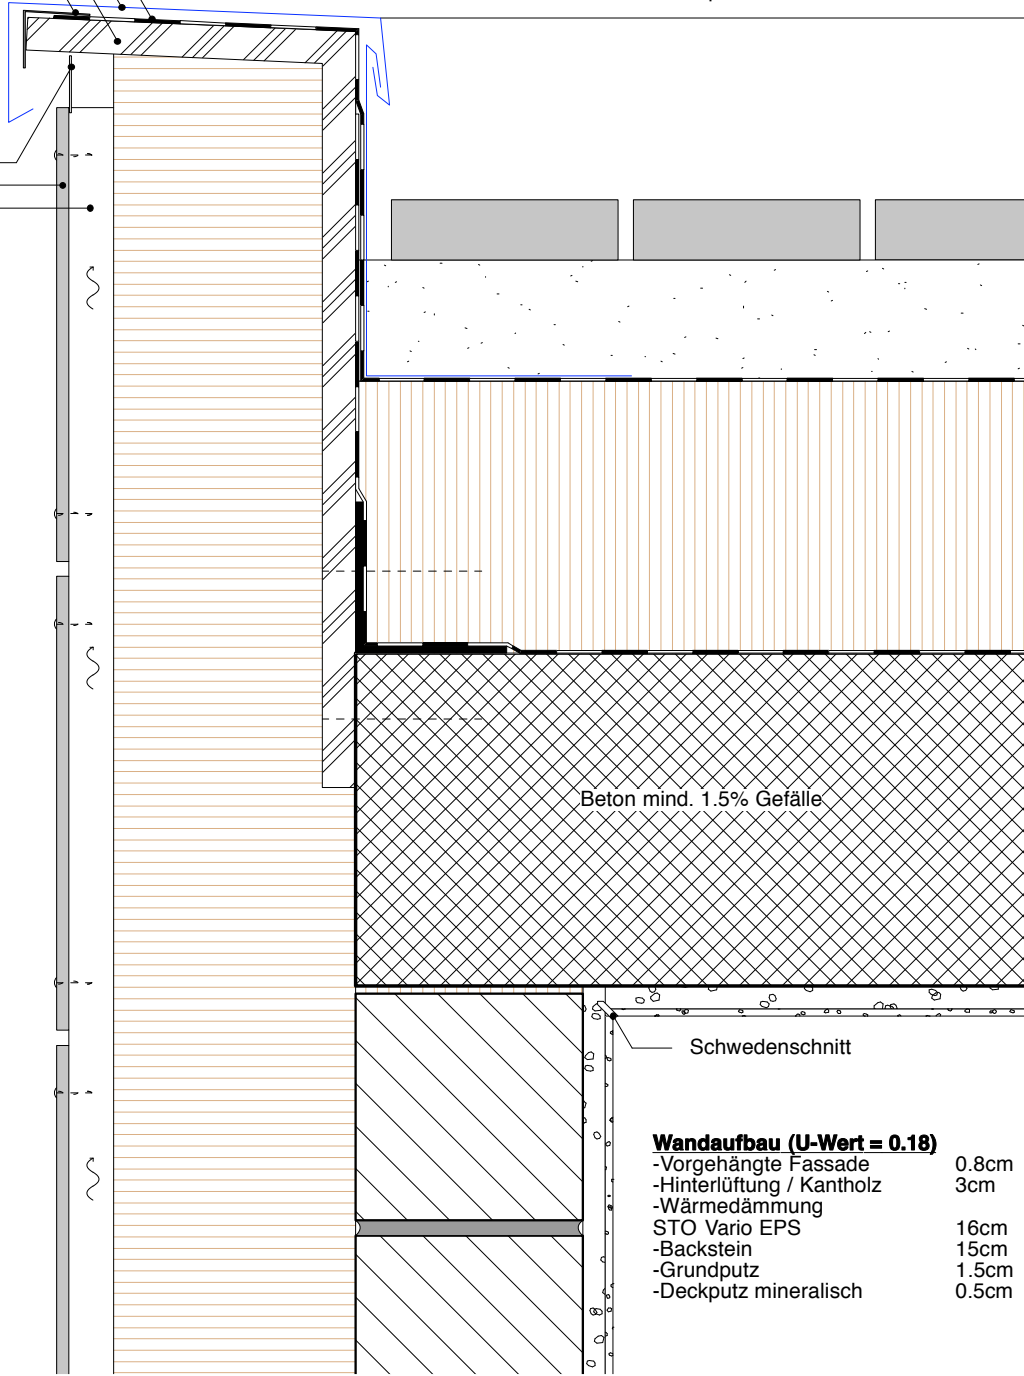 Beton mind. 1.5% Gefälle
Schwedenschnitt
Wandaufbau (U-Wert = 0.18)
-Vorgehängte Fassade 0.8cm
-Hinterlüftung / Kantholz 3cm
-Wärmedämmung
STO Vario EPS 16cm
-Backstein 15cm
-Grundputz 1.5cm
-Deckputz mineralisch 0.5cm